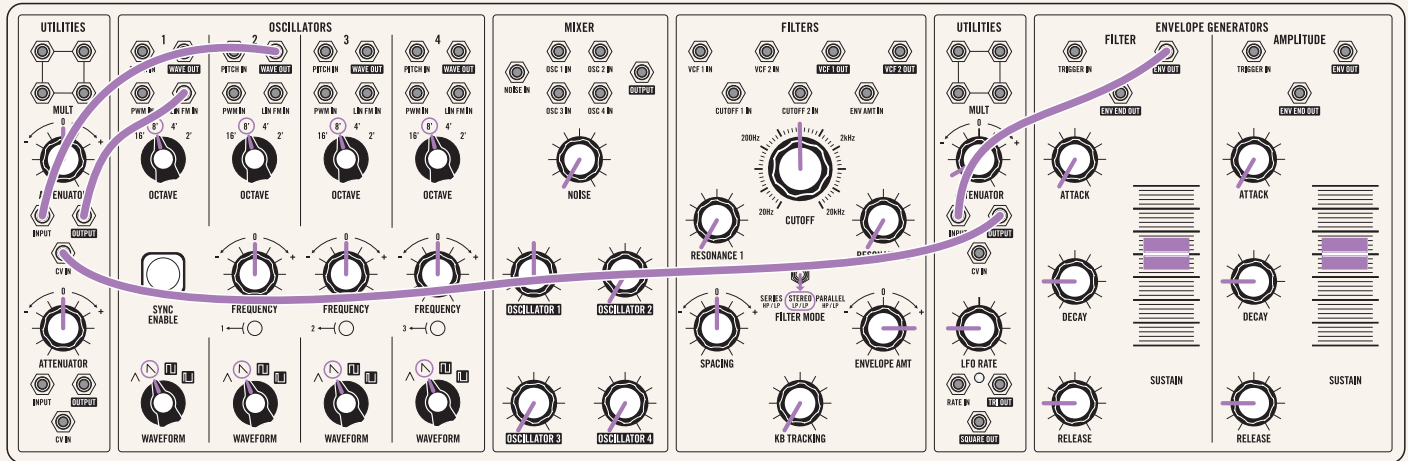 UTILITIES
MULT
- 0 +
ATTENUATOR
INPUT OUTPUT
CV IN
- 0 +
ATTENUATOR
INPUT OUTPUT
CV IN
OSCILLATORS
1 2 3 4
IN WAVE OUT PITCH IN WAVE OUT PITCH IN WAVE OUT PITCH IN WAVE OUT
PWM IN LIN FM IN PWM IN LIN FM IN PWM IN LIN FM IN PWM IN LIN FM IN
16' 8' 4' 2' 16' 8' 4' 2' 16' 8' 4' 2' 16' 8' 4' 2'
OCTAVE OCTAVE OCTAVE OCTAVE
- 0 + - 0 + - 0 +
SYNC
ENABLE
FREQUENCY FREQUENCY FREQUENCY
1 2 3
WAVEFORM WAVEFORM WAVEFORM WAVEFORM
MIXER
OSC 1 IN OSC 2 IN
NOISE IN OUTPUT
OSC 3 IN OSC 4 IN
NOISE
OSCILLATOR 1 OSCILLATOR 2
OSCILLATOR 3 OSCILLATOR 4
FILTERS
VCF 1 IN VCF 2 IN VCF 1 OUT VCF 2 OUT
CUTOFF 1 IN CUTOFF 2 IN ENV AMT IN
200Hz 2kHz
20Hz 20kHz
CUTOFF
RESONANCE 1
SERIES STEREO PARALLEL
HP/LP LP/LP HP/LP
FILTER MODE
- 0 +
SPACING ENVELOPE AMT
KB TRACKING
UTILITIES
MULT
- 0 +
INPUT OUTPUT
CV IN
LFO RATE
RATE IN TRI OUT
SQUARE OUT
ENVELOPE GENERATORS
FILTER AMPLITUDE
TRIGGER IN ENV OUT TRIGGER IN ENV OUT
ENV END OUT ENV END OUT
ATTACK ATTACK
DECAY DECAY
SUSTAIN SUSTAIN
RELEASE RELEASE